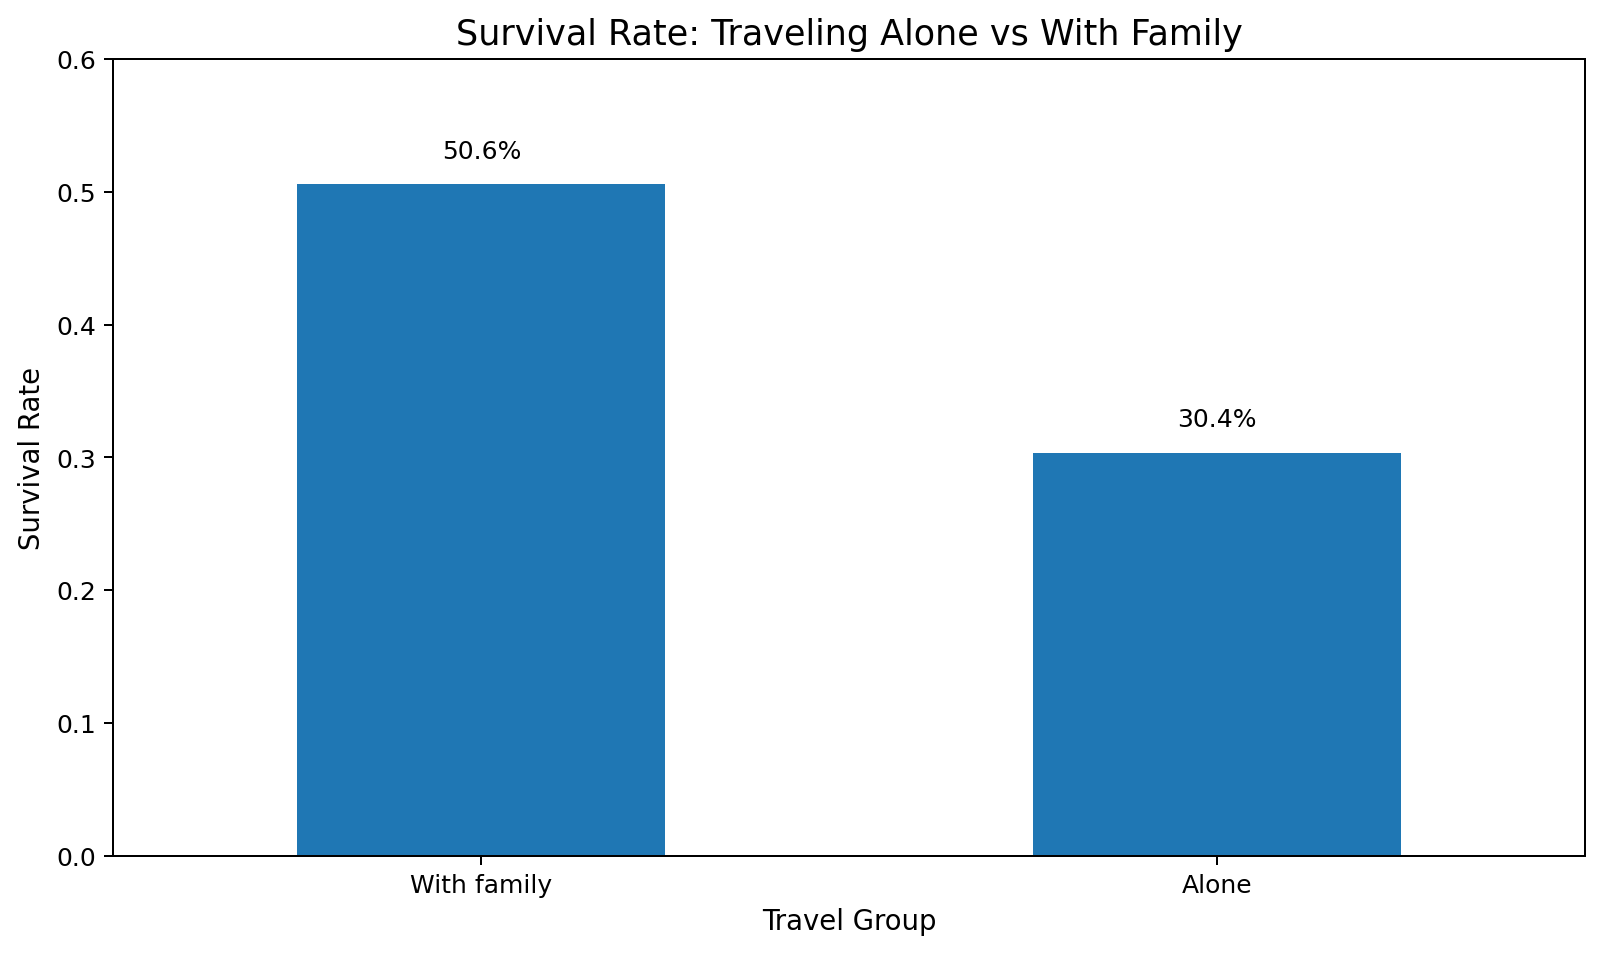 Survival Rate: Traveling Alone vs With Family
0.6
0.5
0.4
0.3
0.2
0.1
0.0
Survival Rate
50.6%
30.4%
With family
Alone
Travel Group